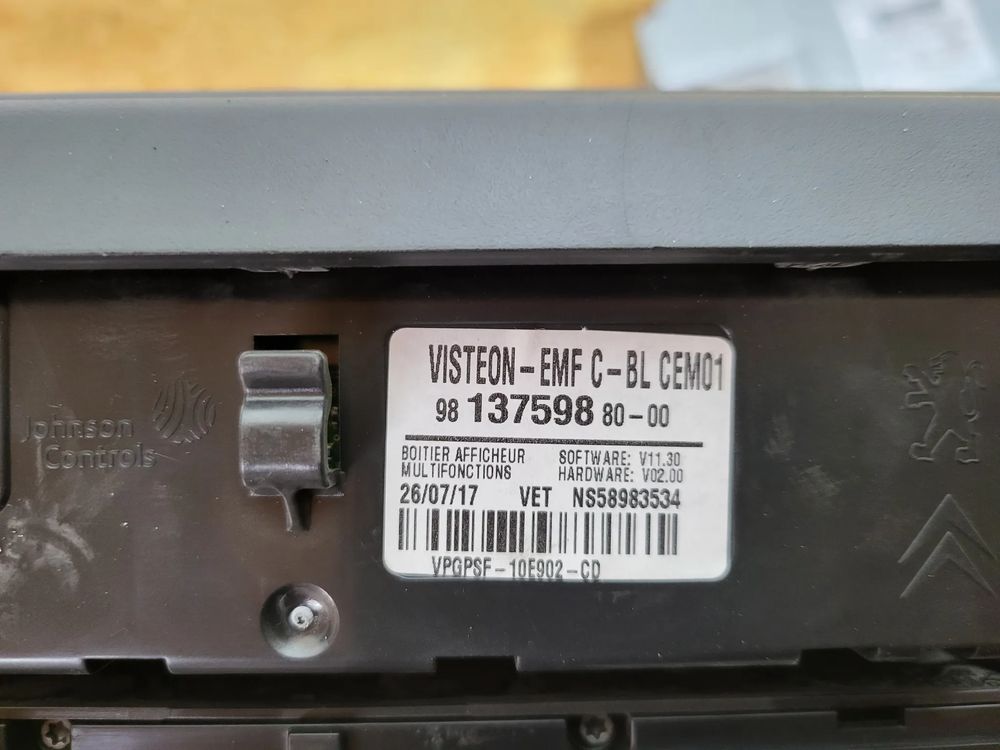 Johnson
Controls
VISTEON-EMF C-BL CEM01
98 137598 80-00
BOITIER AFFICHEUR
MULTIFONCTIONS
SOFTWARE: V11.30
HARDWARE: V02.00
26/07/17 VET NS58983534
VPGPSF-10E902-CD